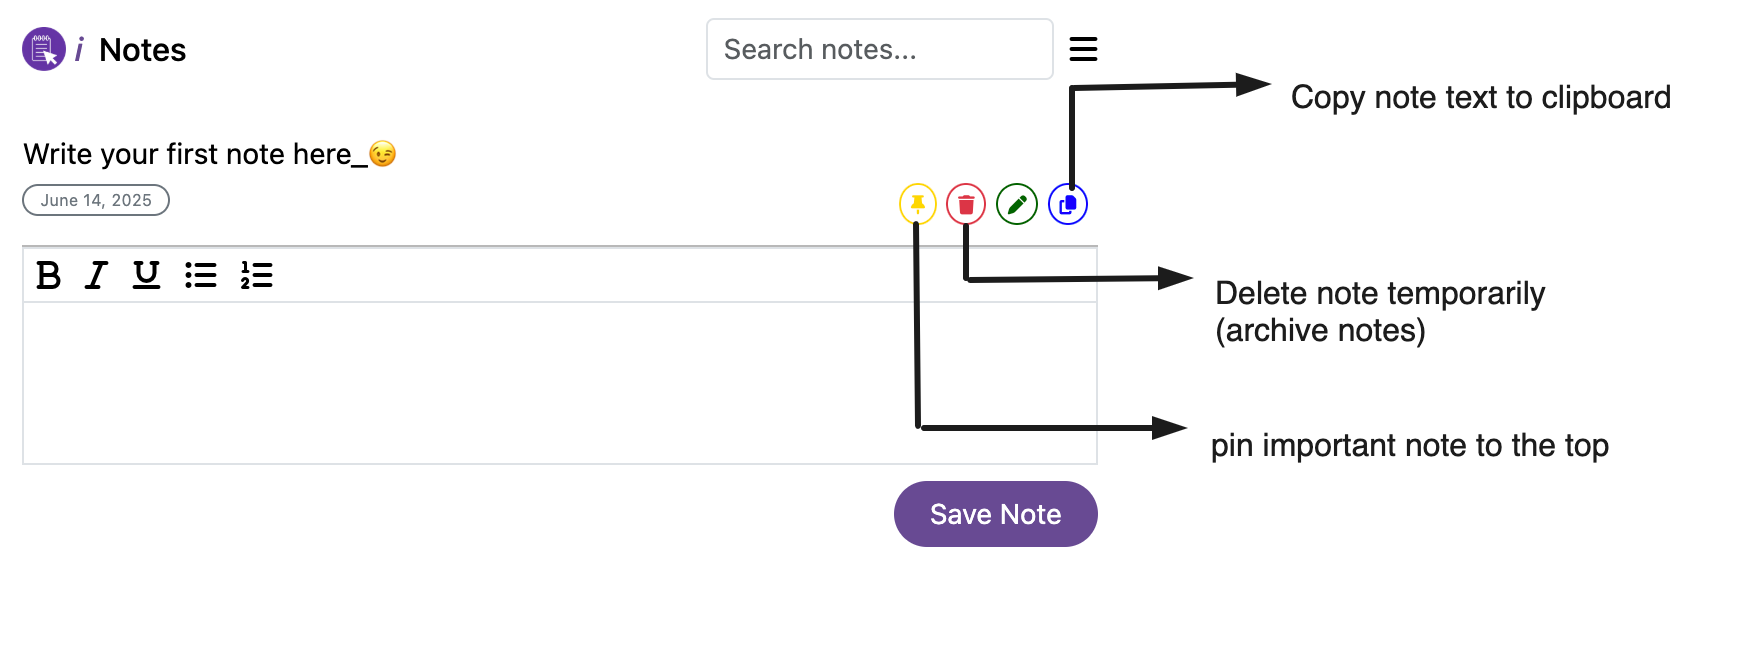 i Notes
Search notes...
Copy note text to clipboard
Write your first note here_😉
June 14, 2025
B I U
Delete note temporarily
(archive notes)
pin important note to the top
Save Note